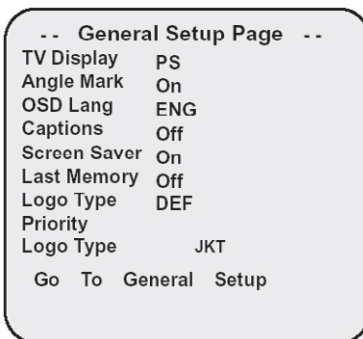 -- General Setup Page --
TV Display PS
Angle Mark On
OSD Lang ENG
Captions Off
Screen Saver On
Last Memory Off
Logo Type DEF
Priority
Logo Type JKT
Go To General Setup